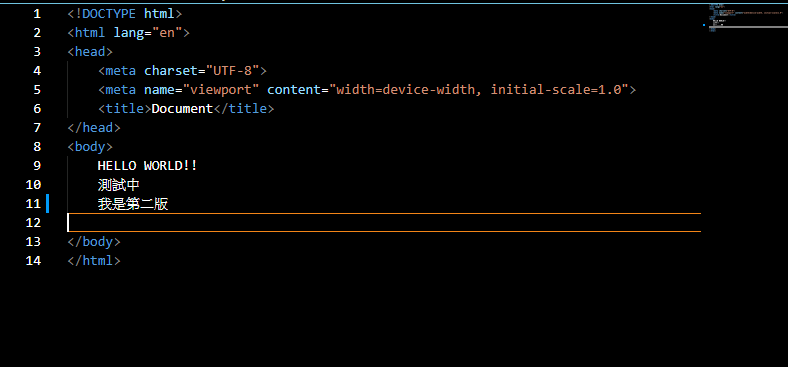 1 <!DOCTYPE html>
2 <html lang="en">
3 <head>
4 <meta charset="UTF-8">
5 <meta name="viewport" content="width=device-width, initial-scale=1.0">
6 <title>Document</title>
7 </head>
8 <body>
9 HELLO WORLD!!
10 測試中
11 我是第二版
12
13 </body>
14 </html>